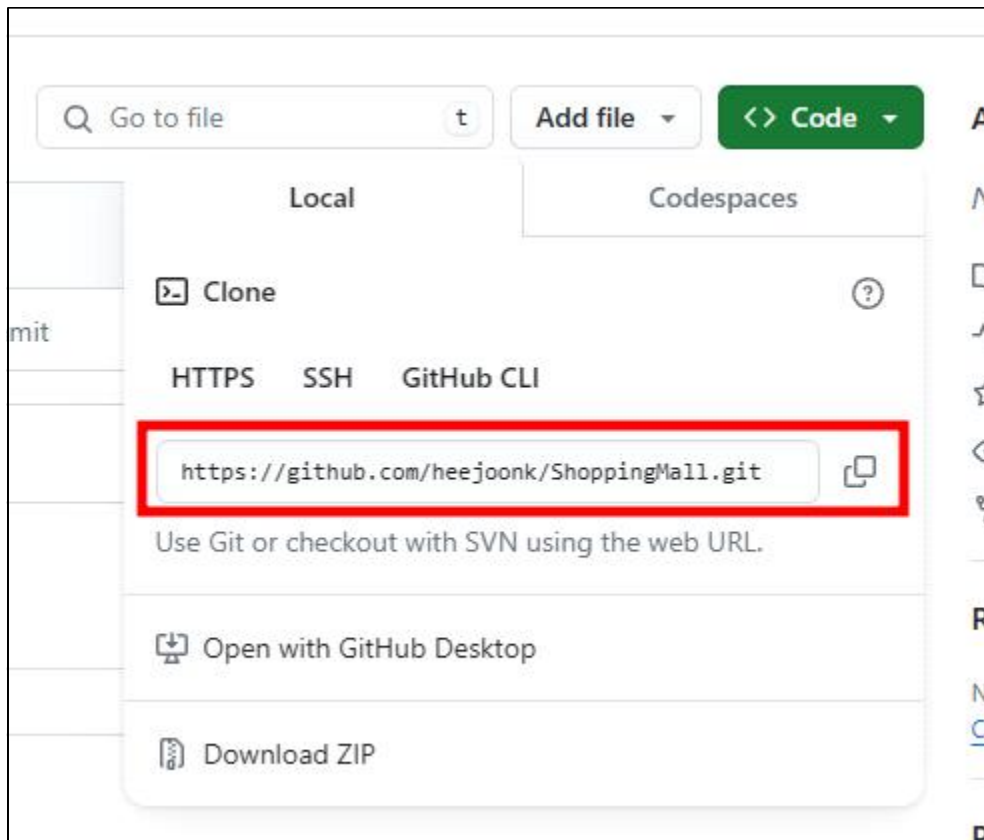 Go to file t Add file <> Code
Local Codespaces
Clone
mit
HTTPS SSH GitHub CLI
https://github.com/heejoonk/ShoppingMall.git
Use Git or checkout with SVN using the web URL.
Open with GitHub Desktop
Download ZIP